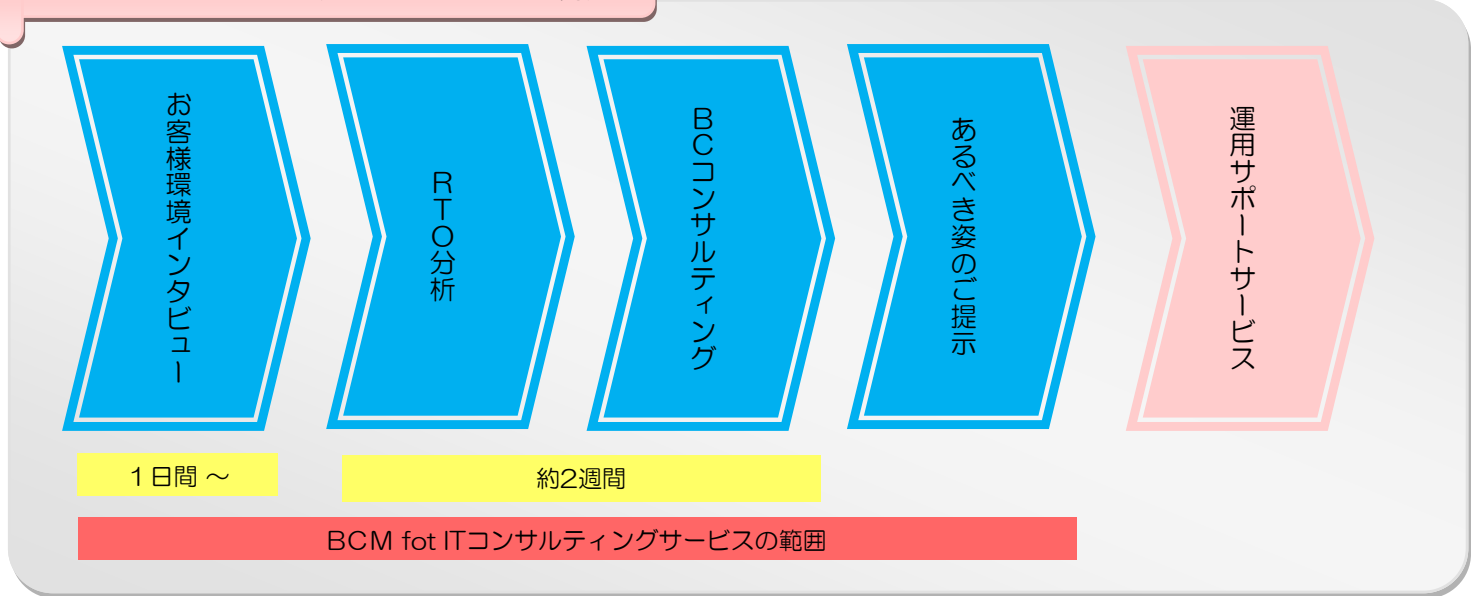 お客様環境インタビュー
RTO分析
BCコンサルティング
あるべき姿のご提示
運用サポートサービス
1日間 ～
約2週間
BCM fot ITコンサルティングサービスの範囲